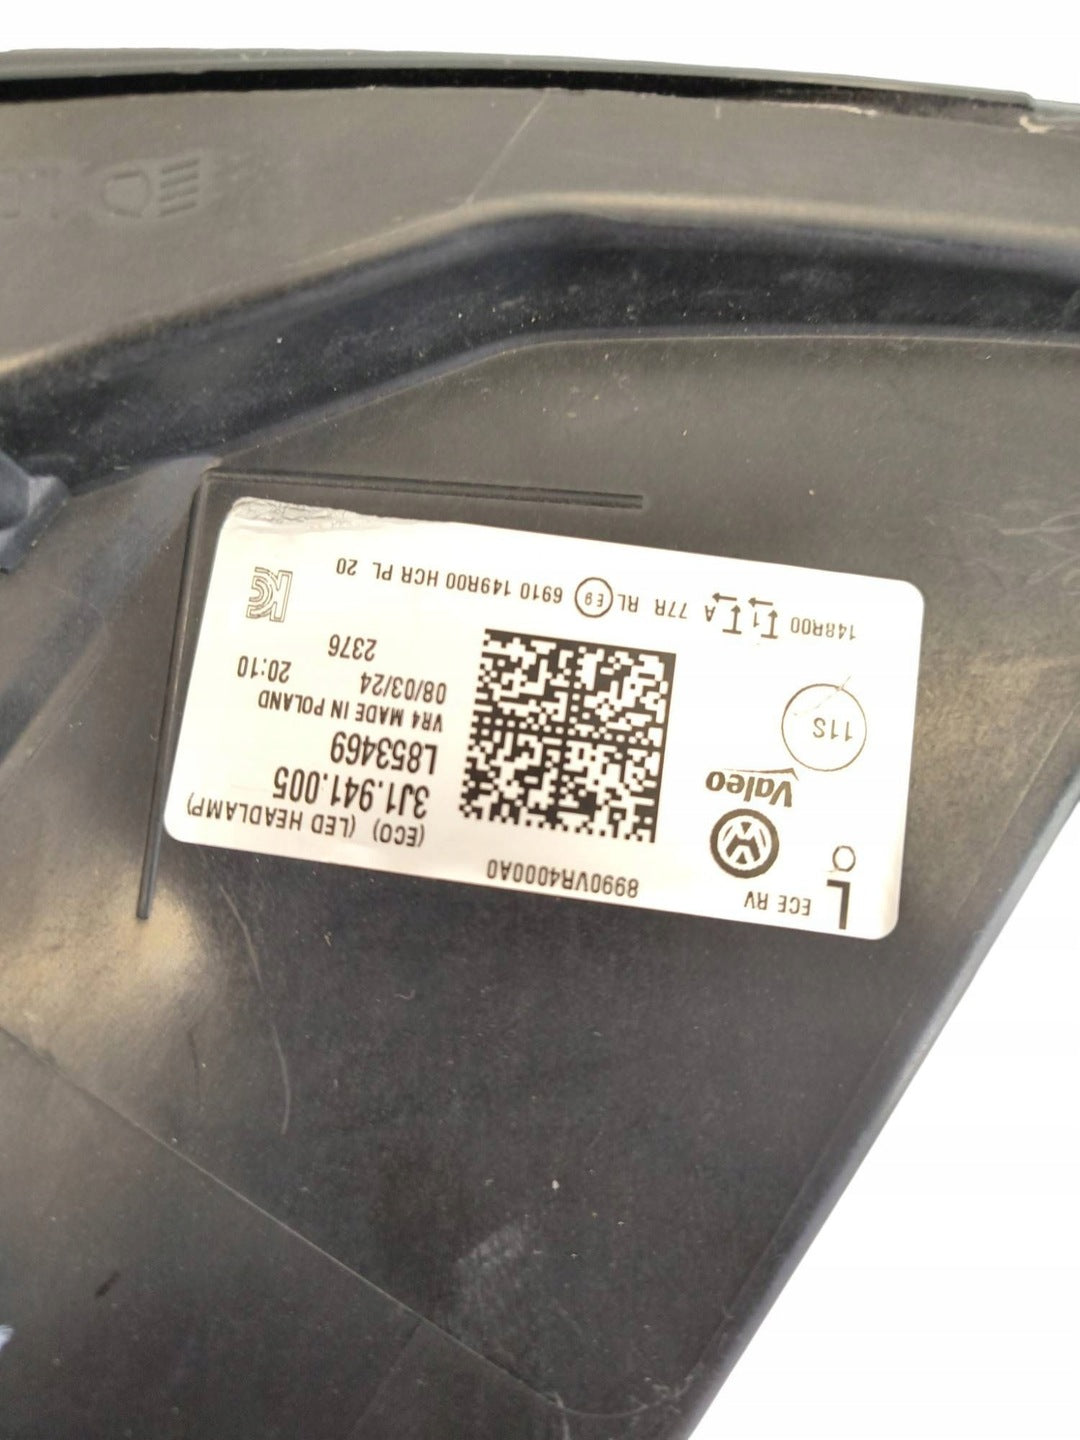 L
ECE RV
8990VR4000A0
(ECO) (LED HEADLAMP)
3J1.941.005
L853469
VR4 MADE IN POLAND
08/03/24 20:10
2376
Valeo
11S
148R00 1 A 77R RL E9 6910 149R00 HCR PL 20